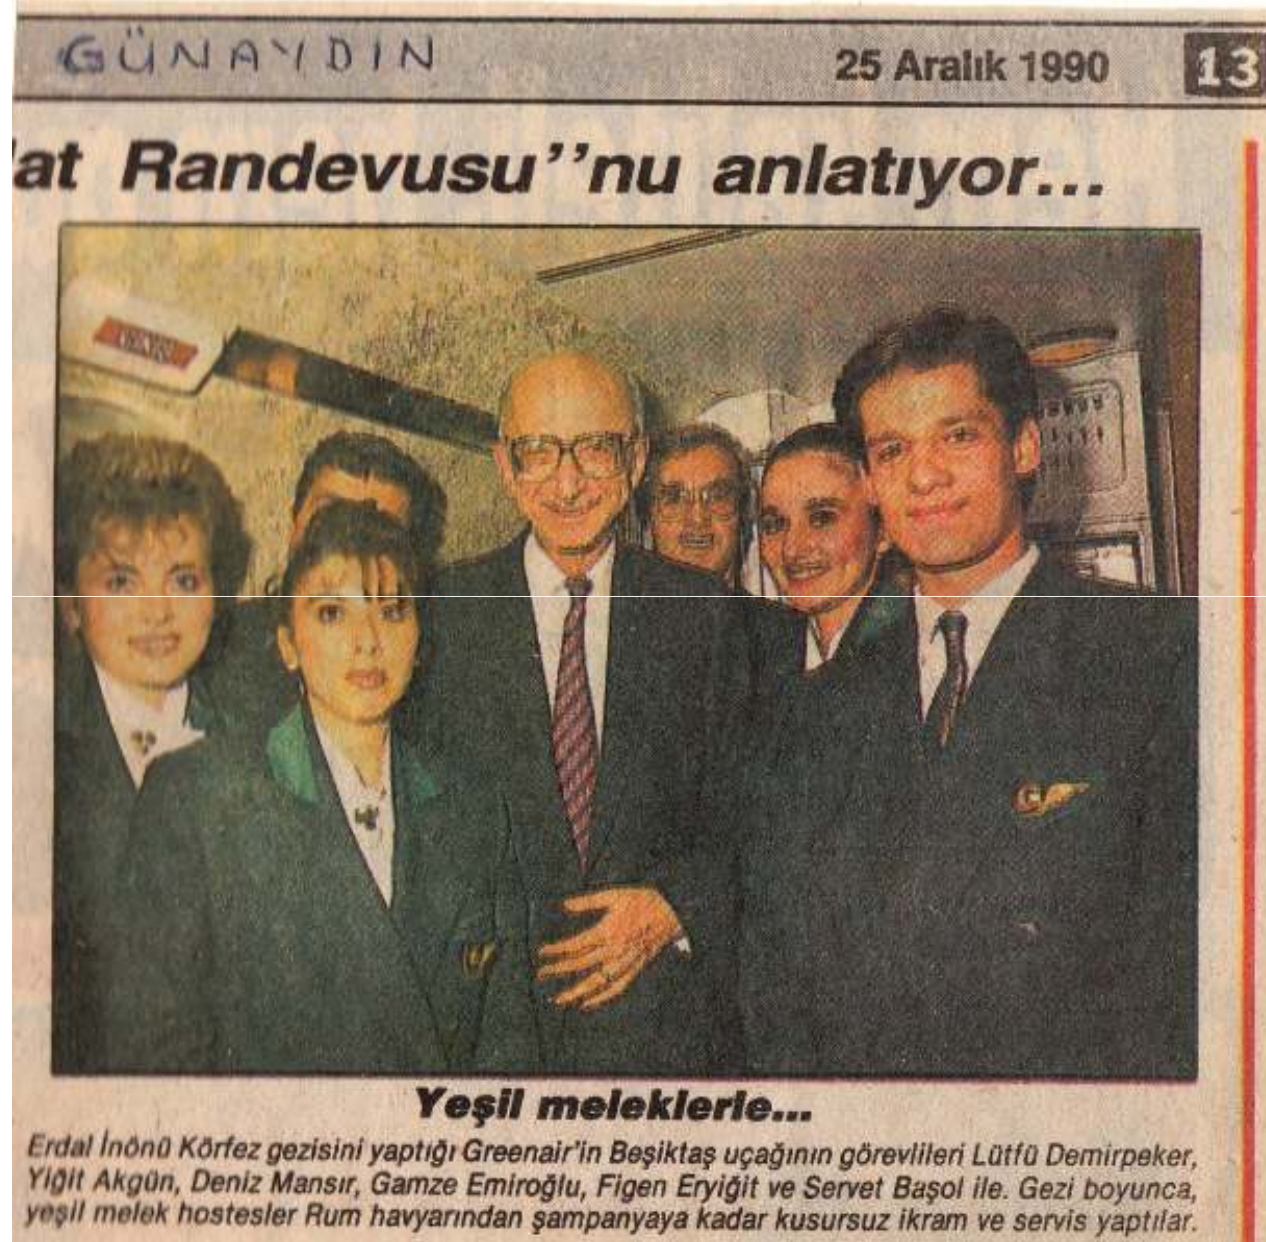 GÜNAYDIN
25 Aralık 1990
13
at Randevusu’’nu anlatıyor...
Yeşil meleklerle...
Erdal İnönü Körfez gezisini yaptığı Greenair’in Beşiktaş uçağının görevlileri Lütfü Demirpeker,
Yiğit Akgün, Deniz Mansır, Gamze Emiroğlu, Figen Eryiğit ve Servet Başol ile. Gezi boyunca,
yeşil melek hostesler Rum havyarından şampanyaya kadar kusursuz ikram ve servis yaptılar.